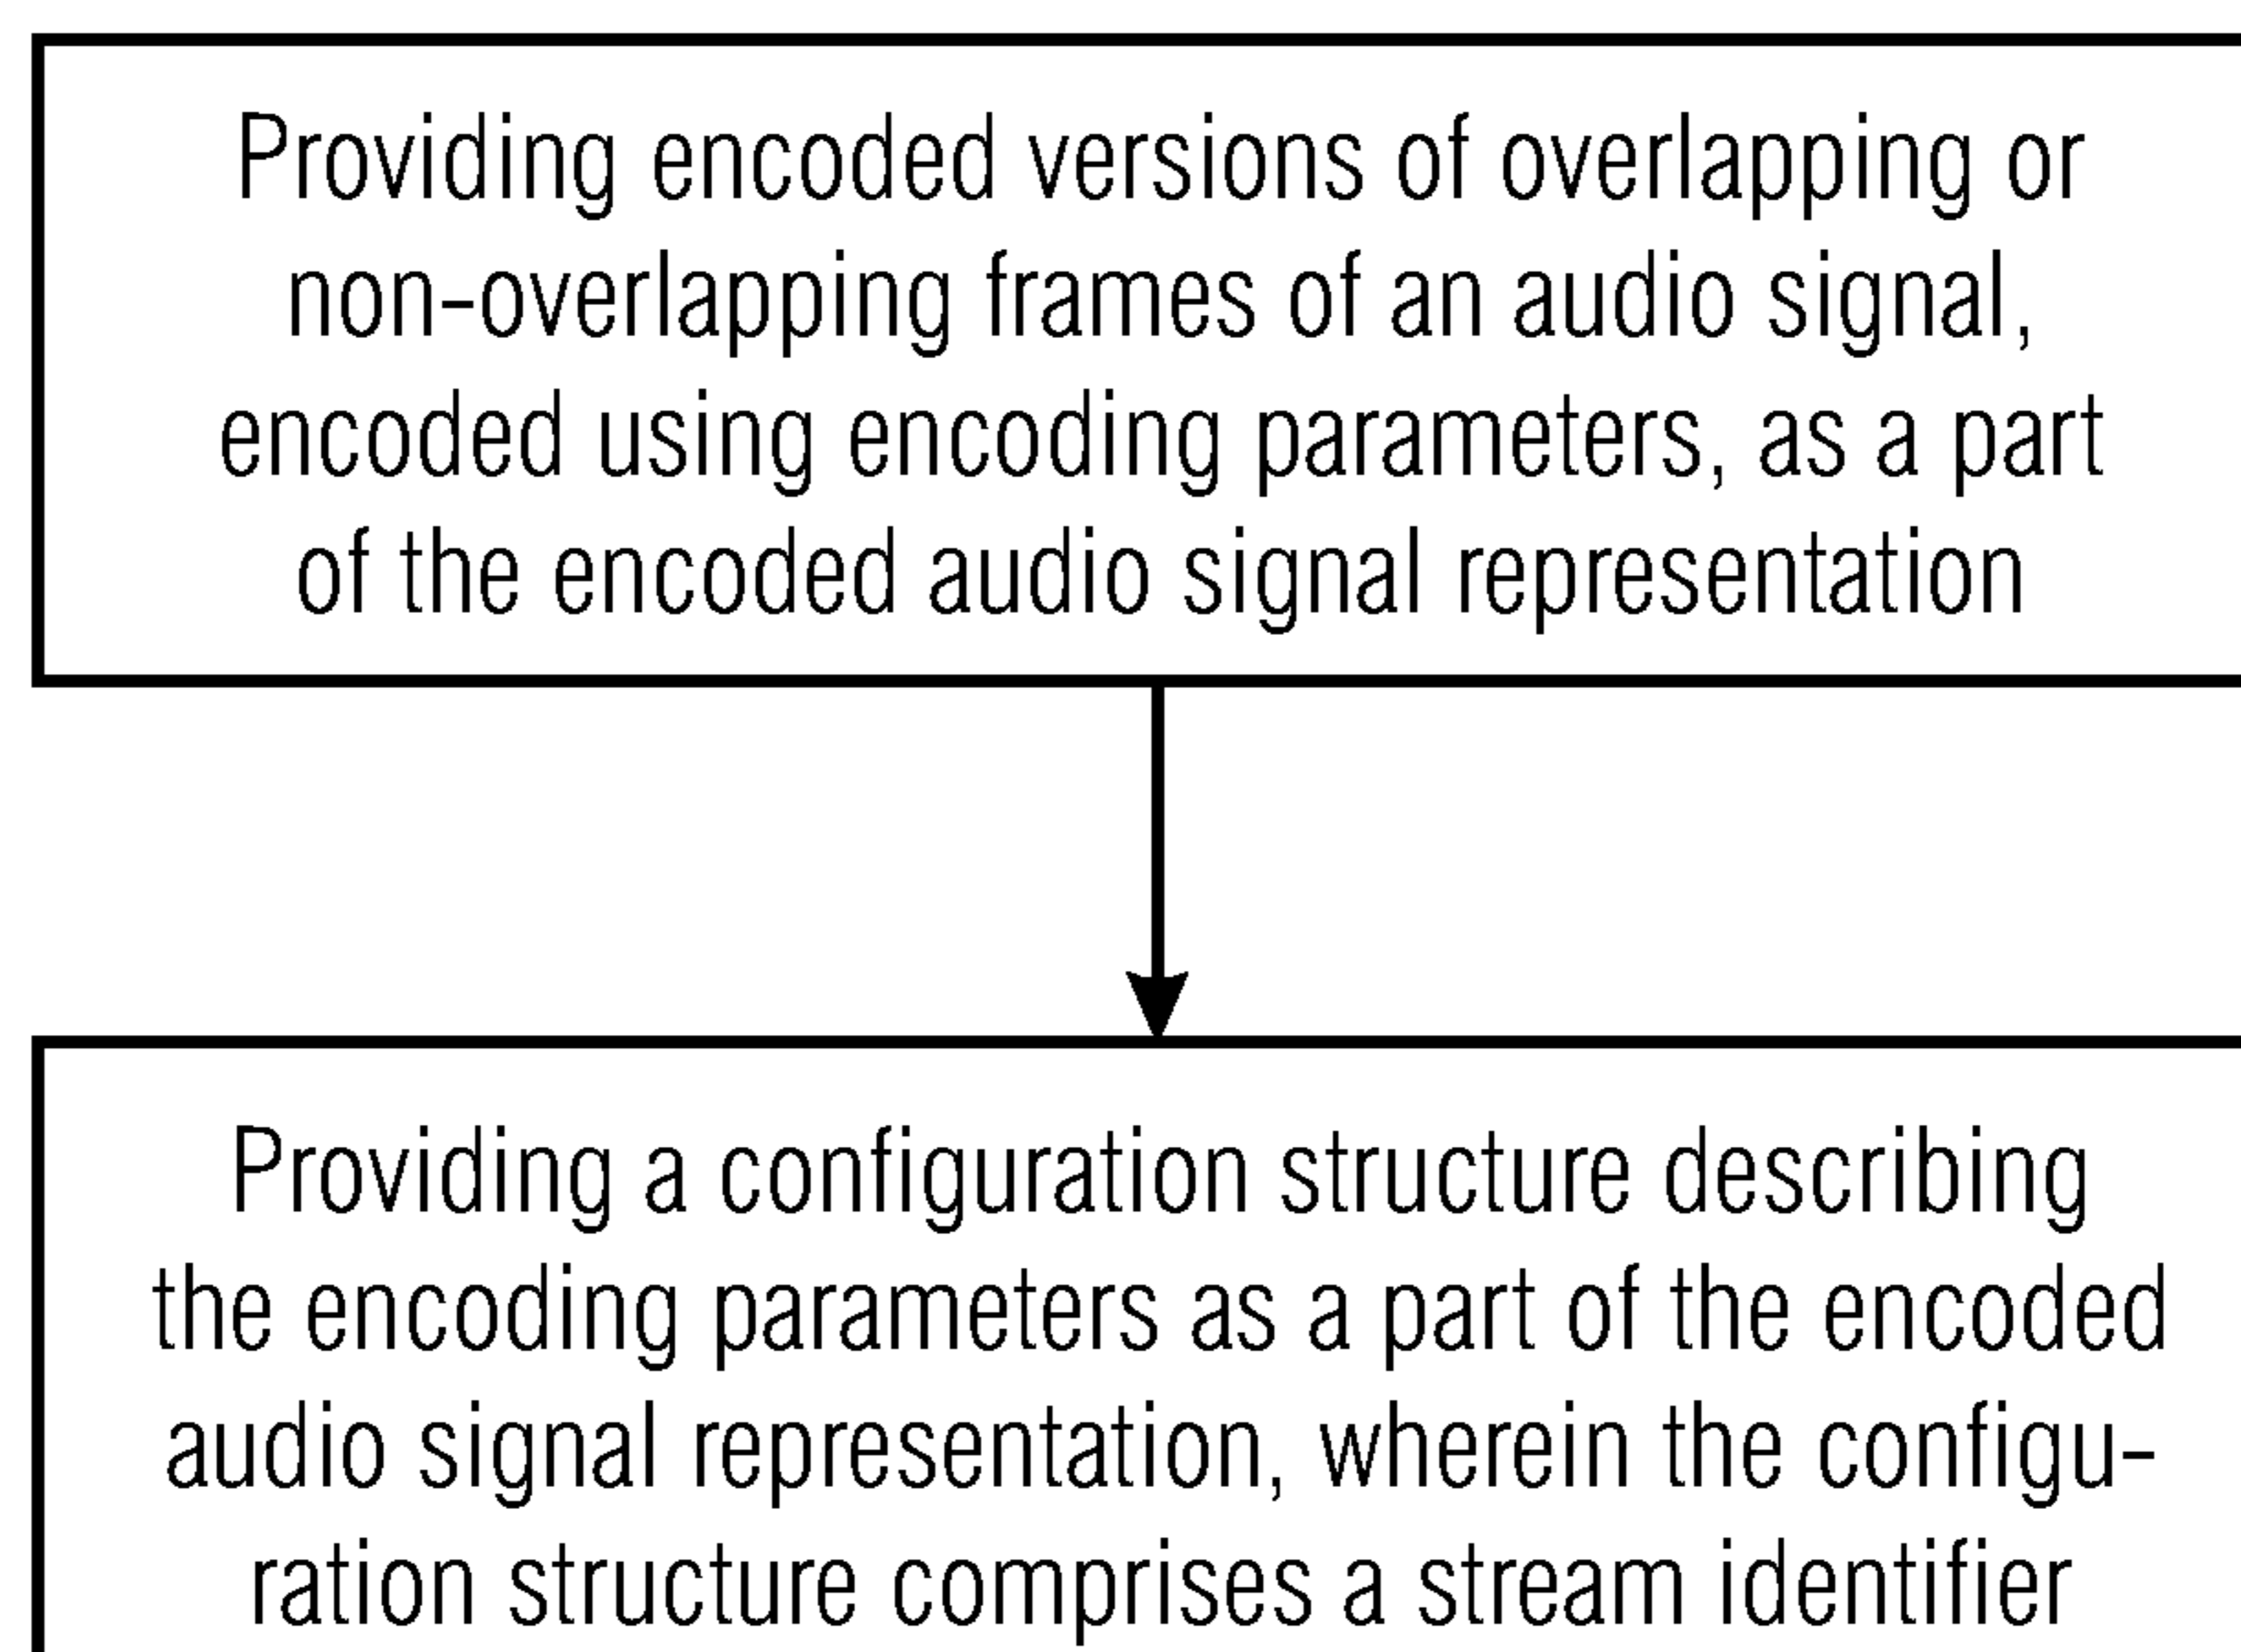 Providing encoded versions of overlapping or
non-overlapping frames of an audio signal,
encoded using encoding parameters, as a part
of the encoded audio signal representation
Providing a configuration structure describing
the encoding parameters as a part of the encoded
audio signal representation, wherein the configu-
ration structure comprises a stream identifier